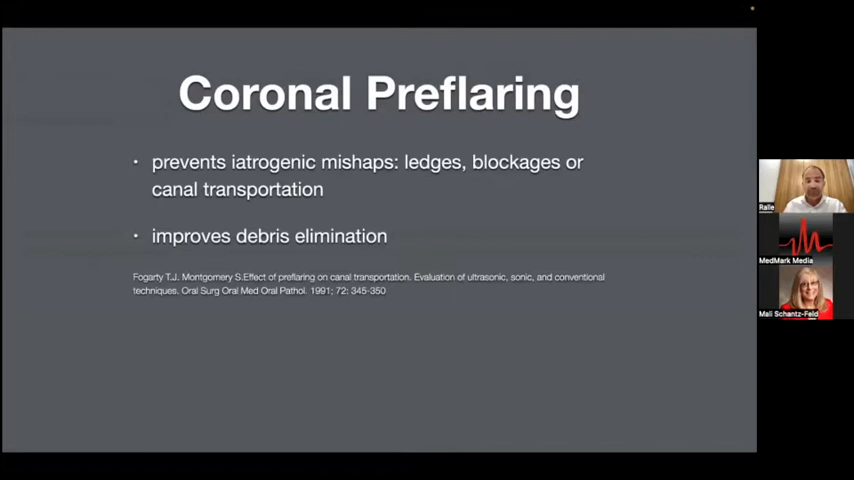 Coronal Preflaring
• prevents iatrogenic mishaps: ledges, blockages or
canal transportation
• improves debris elimination
Fogarty T.J. Montgomery S.Effect of preflaring on canal transportation. Evaluation of ultrasonic, sonic, and conventional
techniques. Oral Surg Oral Med Oral Pathol. 1991; 72: 345-350
Ralle
MedMark Media
Mali Schantz-Feld